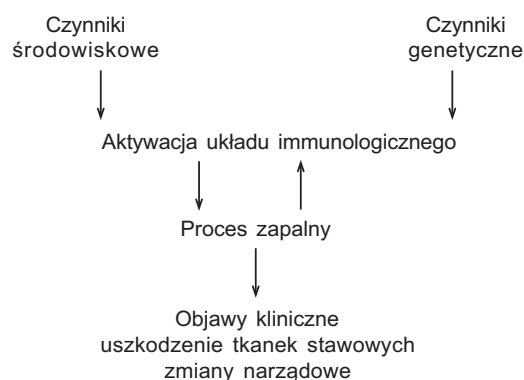 Czynniki
środowiskowe
Czynniki
genetyczne
Aktywacja układu immunologicznego
Proces zapalny
Objawy kliniczne
uszkodzenie tkanek stawowych
zmiany narządowe